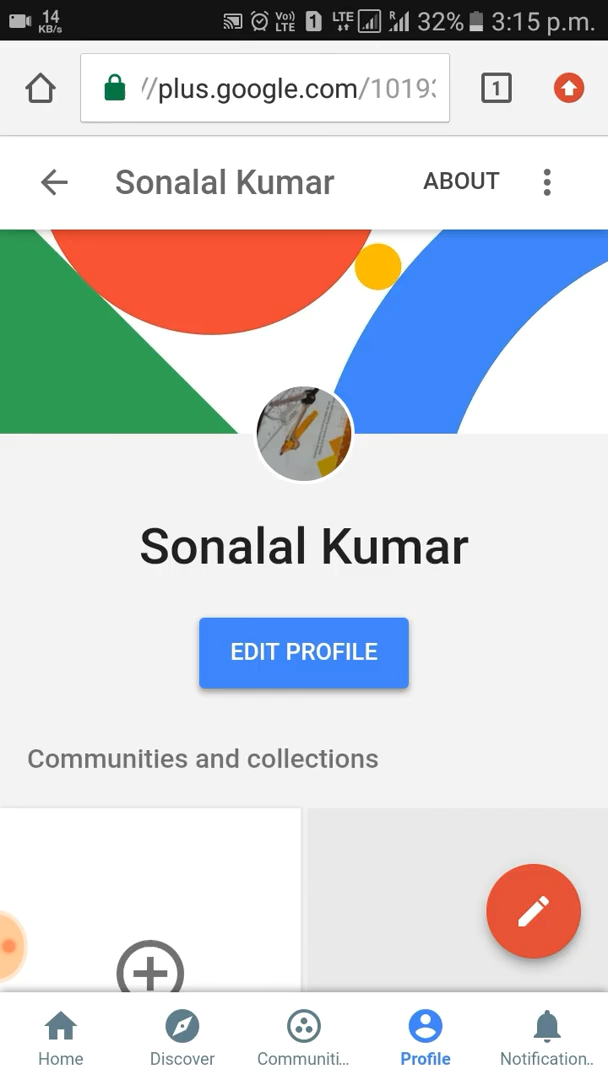 14 KB/s Vo) LTE 1 LTE R 32% 3:15 p.m.
//plus.google.com/1019 1
Sonalal Kumar ABOUT
Sonalal Kumar
EDIT PROFILE
Communities and collections
Home Discover Communiti... Profile Notification..